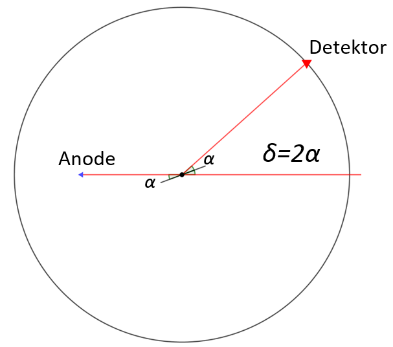 Detektor
Anode
α
δ=2α
α